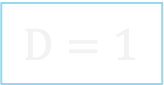 D = 1